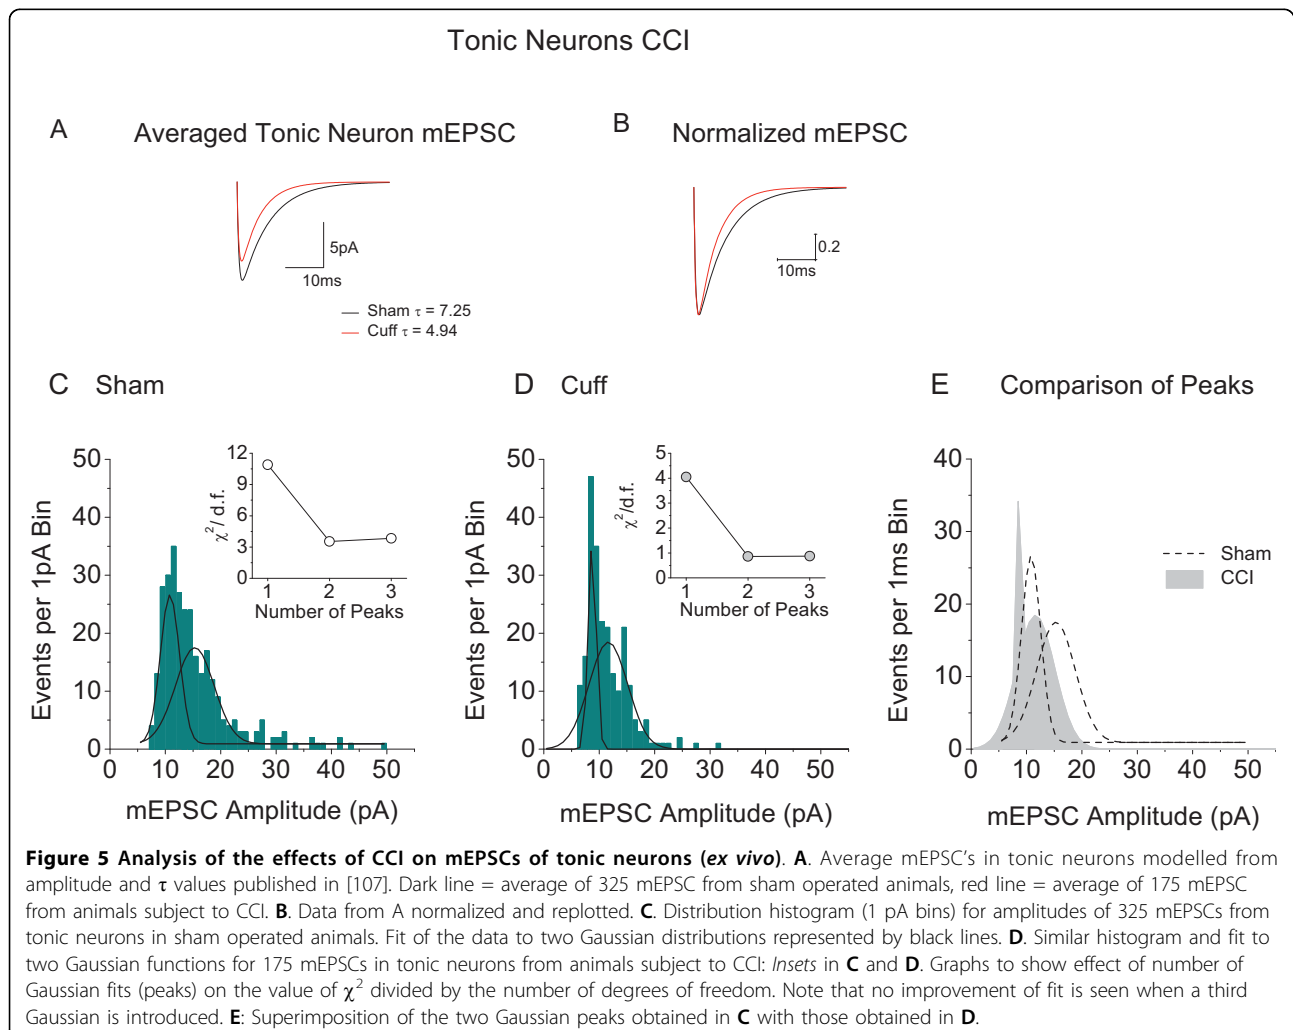 Tonic Neurons CCI
A
Averaged Tonic Neuron mEPSC
5pA
10ms
Sham τ = 7.25
Cuff τ = 4.94
B
Normalized mEPSC
0.2
10ms
C Sham
Events per 1pA Bin
50
40
30
20
10
0
0 10 20 30 40 50
mEPSC Amplitude (pA)
χ²/ d.f.
12
9
6
3
0
1 2 3
Number of Peaks
D Cuff
Events per 1pA Bin
50
40
30
20
10
0
0 10 20 30 40 50
mEPSC Amplitude (pA)
χ²/d.f.
5
4
3
2
1
0
1 2 3
Number of Peaks
E Comparison of Peaks
Events per 1ms Bin
40
30
20
10
0
0 10 20 30 40 50
mEPSC Amplitude (pA)
Sham
CCI
Figure 5 Analysis of the effects of CCI on mEPSCs of tonic neurons (ex vivo). A. Average mEPSC's in tonic neurons modelled from
amplitude and τ values published in [107]. Dark line = average of 325 mEPSC from sham operated animals, red line = average of 175 mEPSC
from animals subject to CCI. B. Data from A normalized and replotted. C. Distribution histogram (1 pA bins) for amplitudes of 325 mEPSCs from
tonic neurons in sham operated animals. Fit of the data to two Gaussian distributions represented by black lines. D. Similar histogram and fit to
two Gaussian functions for 175 mEPSCs in tonic neurons from animals subject to CCI: Insets in C and D. Graphs to show effect of number of
Gaussian fits (peaks) on the value of χ² divided by the number of degrees of freedom. Note that no improvement of fit is seen when a third
Gaussian is introduced. E: Superimposition of the two Gaussian peaks obtained in C with those obtained in D.